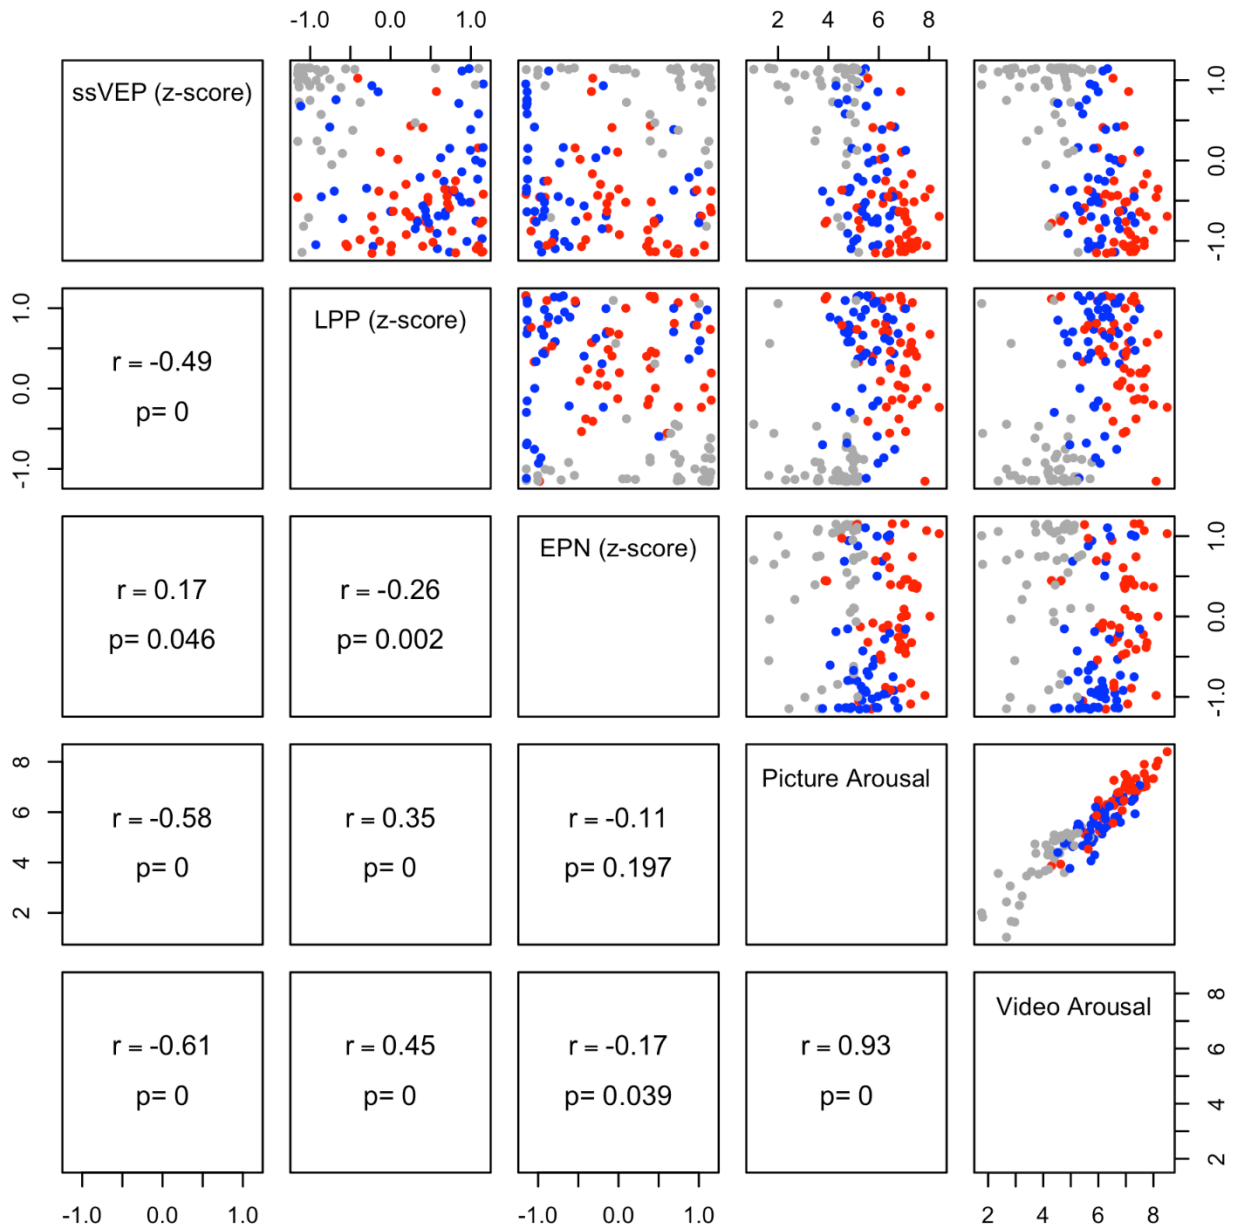 -1.0 0.0 1.0 2 4 6 8
ssVEP (z-score)
-1.0 0.0 1.0
LPP (z-score)
-1.0 0.0 1.0
r = -0.49
p= 0
EPN (z-score)
-1.0 0.0 1.0
r = 0.17 r = -0.26
p= 0.046 p= 0.002
Picture Arousal
2 4 6 8
r = -0.58 r = 0.35 r = -0.11
p= 0 p= 0 p= 0.197
Video Arousal
2 4 6 8
r = -0.61 r = 0.45 r = -0.17 r = 0.93
p= 0 p= 0 p= 0.039 p= 0
-1.0 0.0 1.0 -1.0 0.0 1.0 2 4 6 8